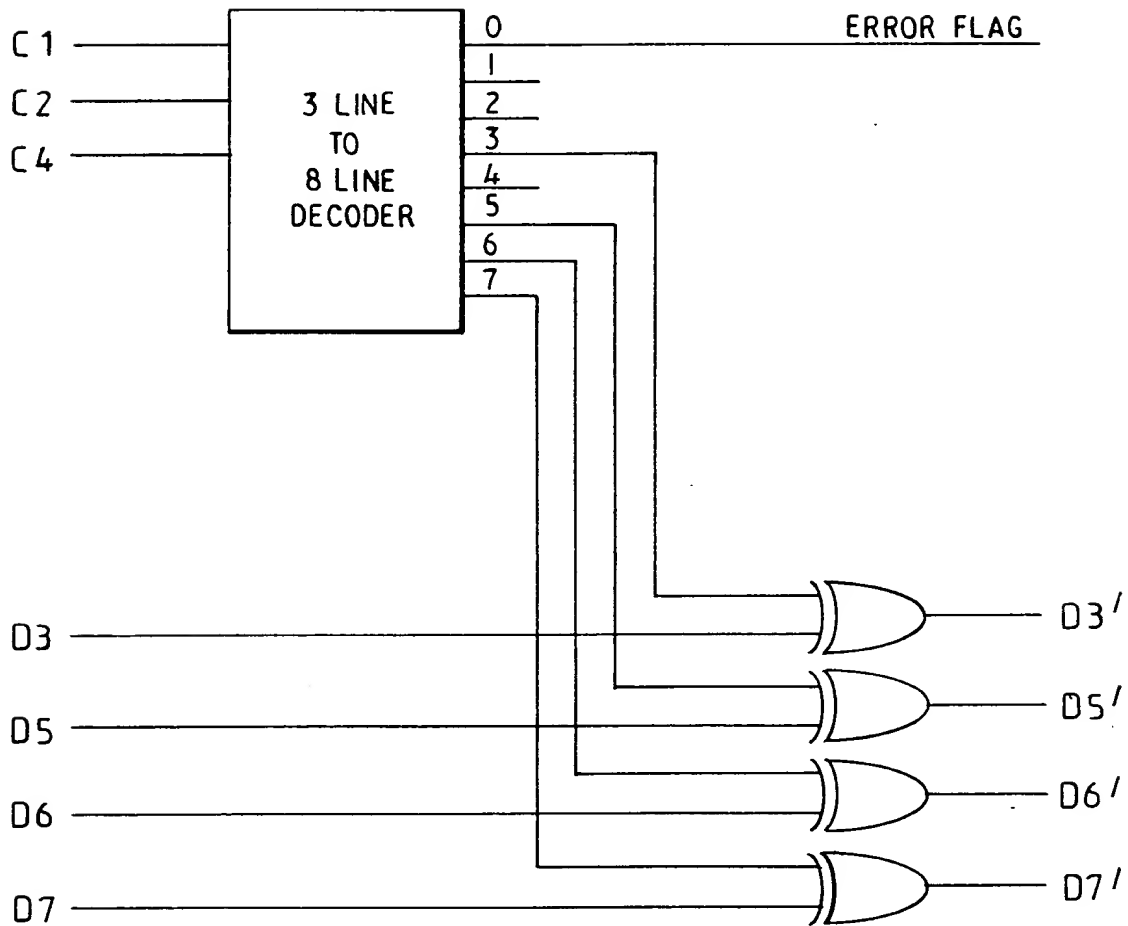 C1
C2
C4
3 LINE
TO
8 LINE
DECODER
0
1
2
3
4
5
6
7
ERROR FLAG
D3
D5
D6
D7
D3'
D5'
D6'
D7'